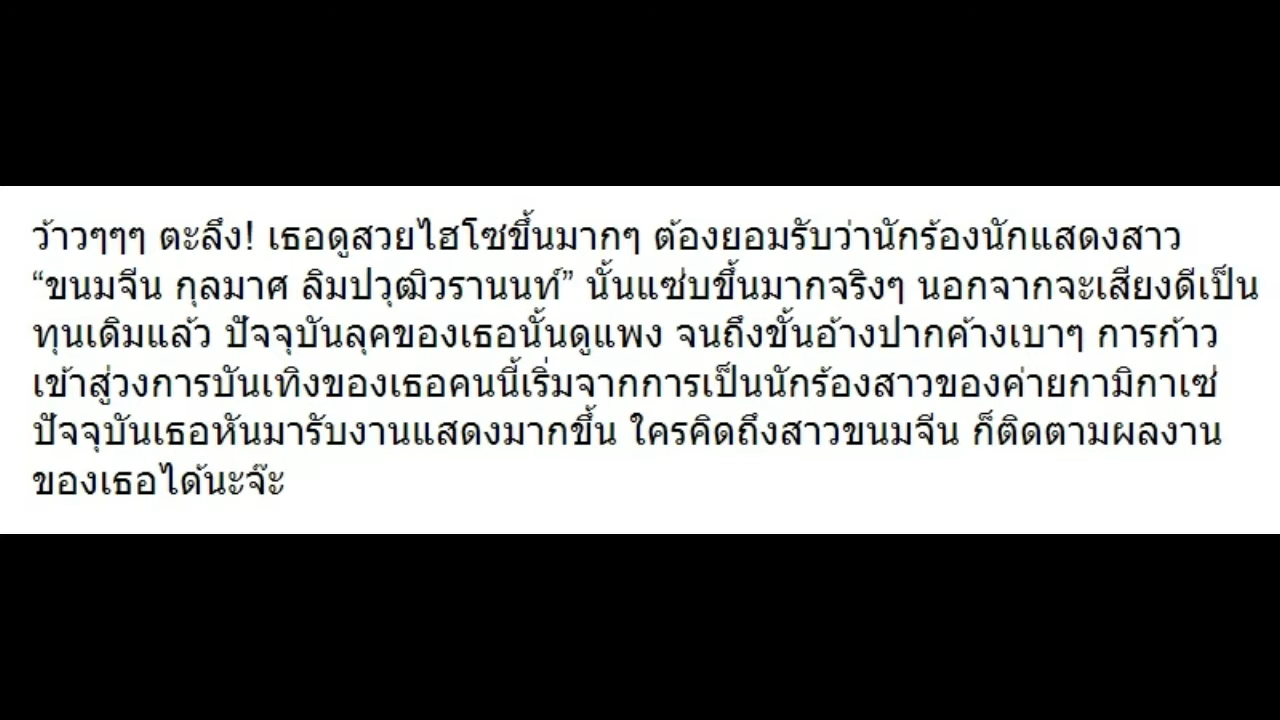 ว้าวๆๆๆ ตะลึง! เธอดูสวยไฮโซขึ้นมากๆ ต้องยอมรับว่านักร้องนักแสดงสาว
“ขนมจีน กุลมาศ ลิมปวุฒิวรานนท์” นั้นแซ่บขึ้นมากจริงๆ นอกจากจะเสียงดีเป็น
ทุนเดิมแล้ว ปัจจุบันลุคของเธอนั้นดูแพง จนถึงขั้นอ้างปากค้างเบาๆ การก้าว
เข้าสู่วงการบันเทิงของเธอคนนี้เริ่มจากการเป็นนักร้องสาวของค่ายกามิกาเซ่
ปัจจุบันเธอหันมารับงานแสดงมากขึ้น ใครคิดถึงสาวขนมจีน ก็ติดตามผลงาน
ของเธอได้นะจ๊ะ